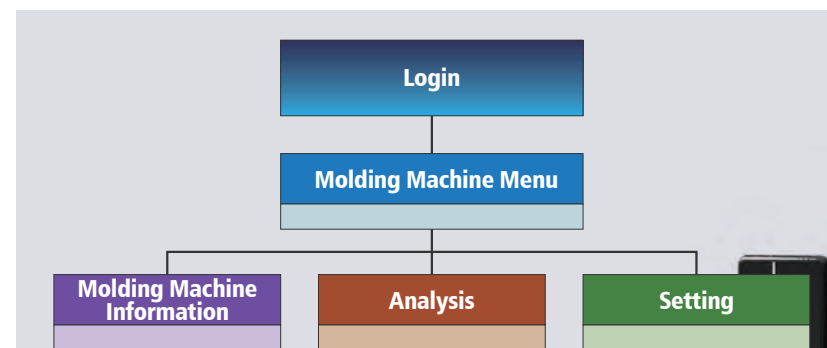 Login
Molding Machine Menu
Molding Machine
Information
Analysis
Setting